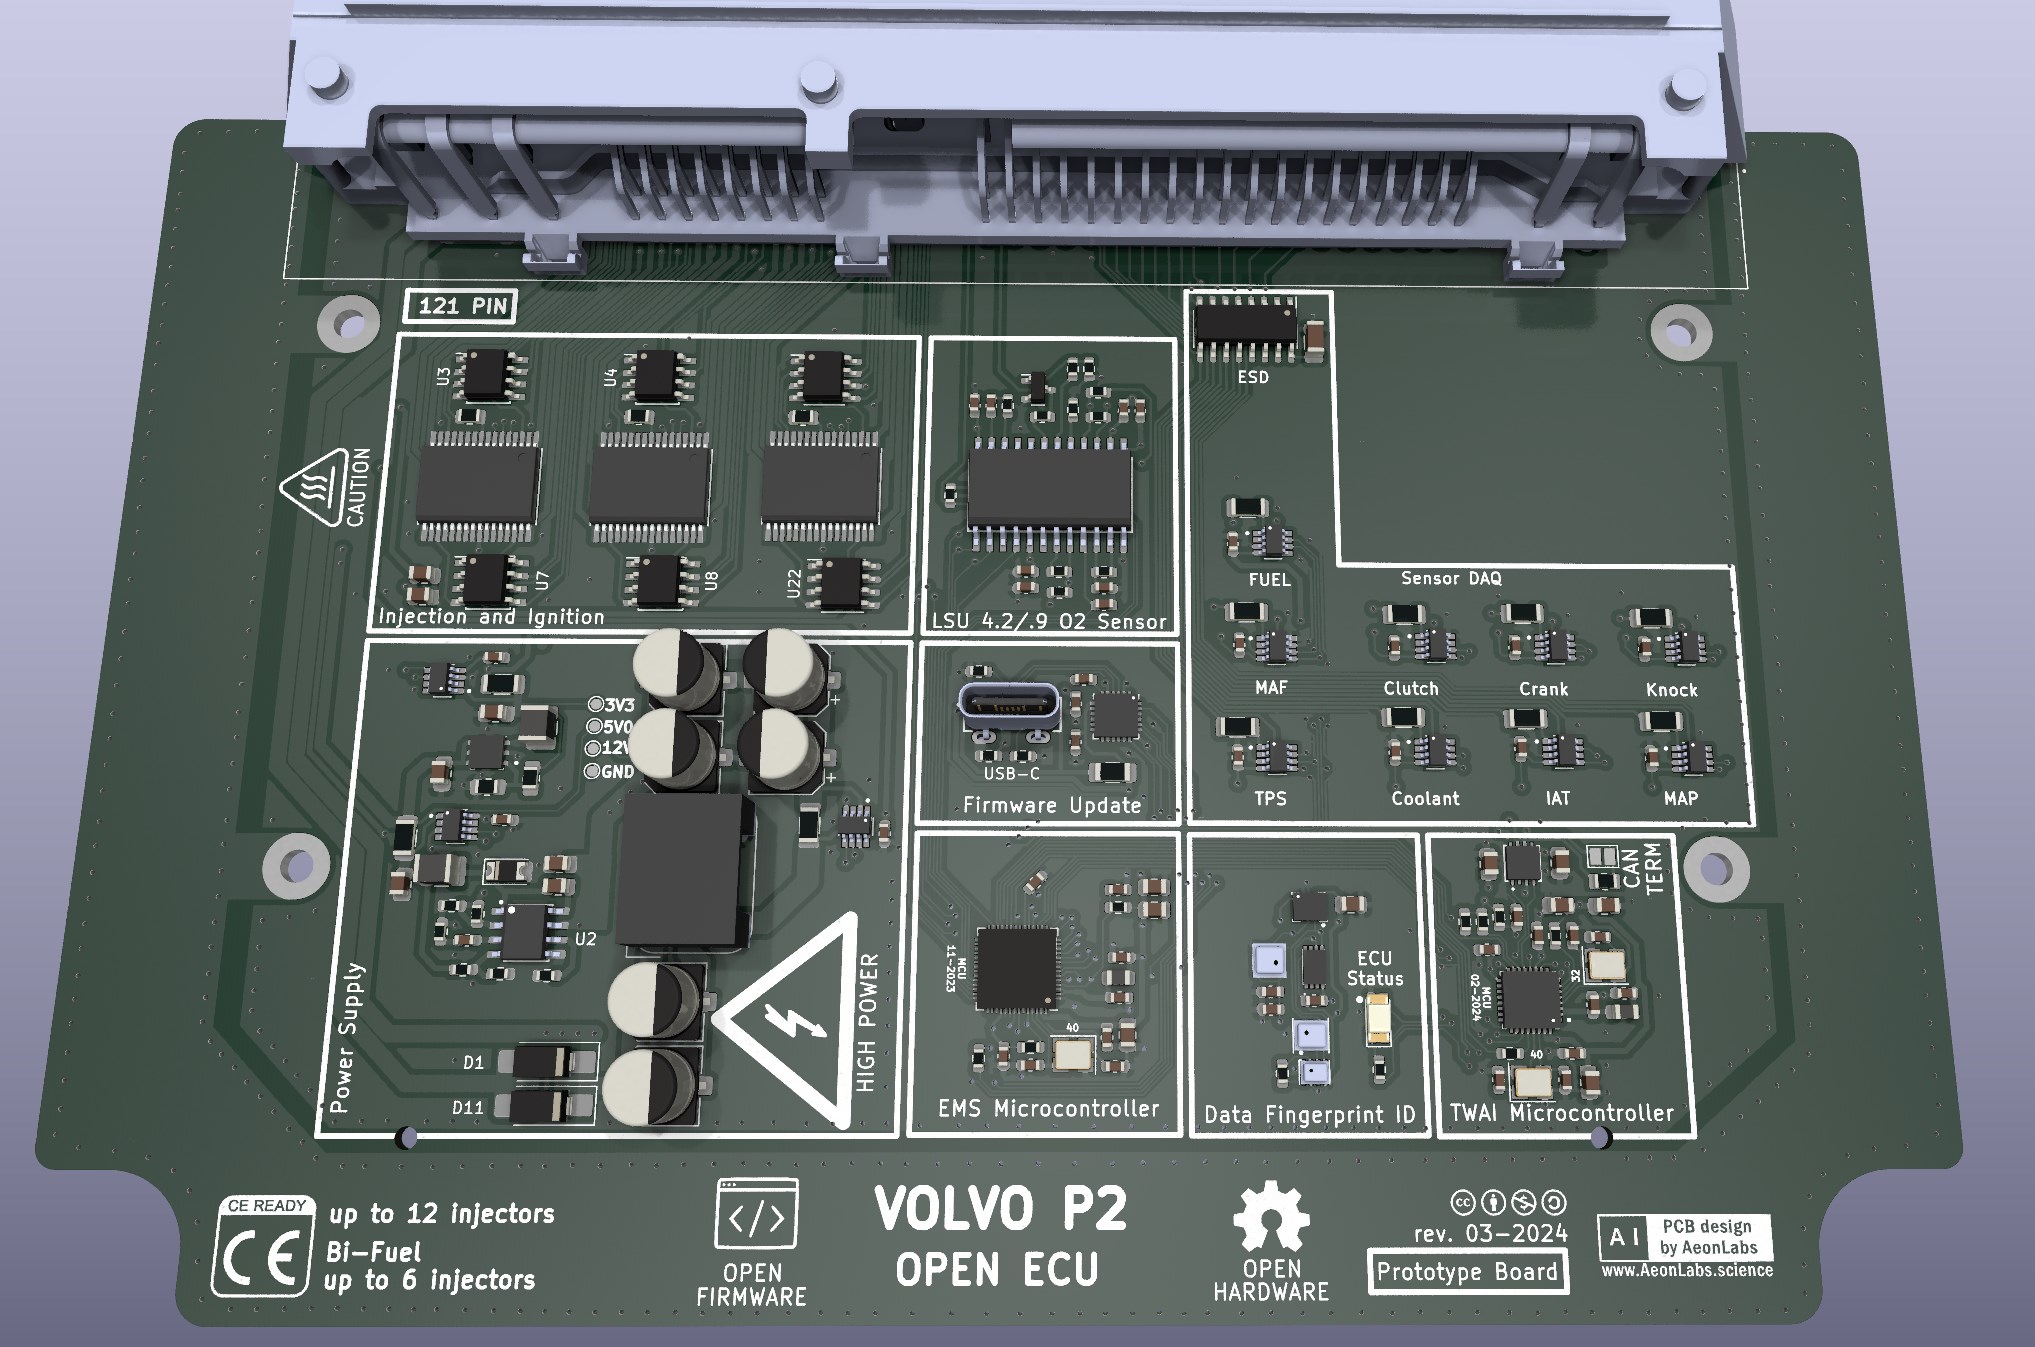 121 PIN
U3
U4
ESD
CAUTION
U7
U8
U22
Injection and Ignition
LSU 4.2/.9 O2 Sensor
FUEL
Sensor DAQ
MAF
Clutch
Crank
Knock
TPS
Coolant
IAT
MAP
3V3
5V0
12V
GND
+
+
USB-C
Firmware Update
U2
CAN
TERM
MCU
11-2023
ECU
Status
MCU
02-2024
32
40
40
Power Supply
HIGH POWER
D1
D11
EMS Microcontroller
Data Fingerprint ID
TWAI Microcontroller
CE READY
CE
up to 12 injectors
Bi-Fuel
up to 6 injectors
</>
OPEN
FIRMWARE
VOLVO P2
OPEN ECU
OPEN
HARDWARE
cc
rev. 03-2024
Prototype Board
AI
PCB design
by AeonLabs
www.AeonLabs.science